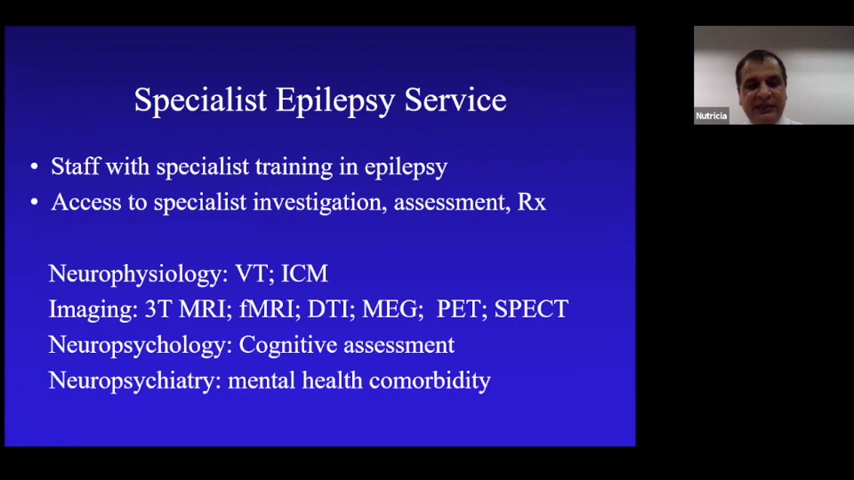 Specialist Epilepsy Service
• Staff with specialist training in epilepsy
• Access to specialist investigation, assessment, Rx
Neurophysiology: VT; ICM
Imaging: 3T MRI; fMRI; DTI; MEG; PET; SPECT
Neuropsychology: Cognitive assessment
Neuropsychiatry: mental health comorbidity
Nutricia